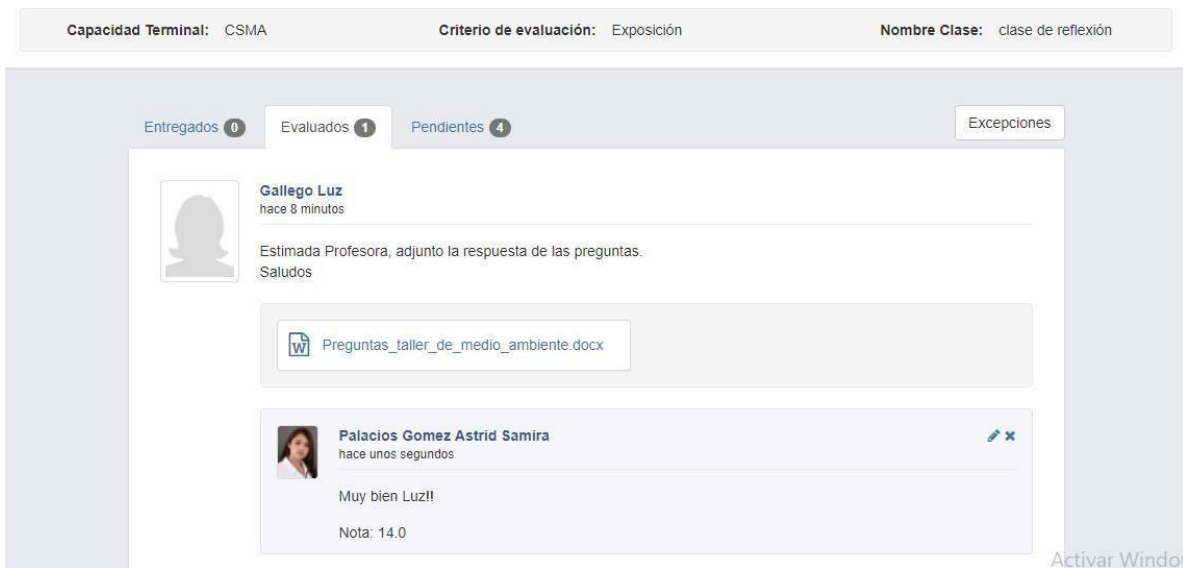 Capacidad Terminal: CSMA Criterio de evaluación: Exposición Nombre Clase: clase de reflexión
Entregados 0 Evaluados 1 Pendientes 4 Excepciones
Gallego Luz
hace 8 minutos
Estimada Profesora, adjunto la respuesta de las preguntas.
Saludos
Preguntas_taller_de_medio_ambiente.docx
Palacios Gomez Astrid Samira
hace unos segundos
Muy bien Luz!!
Nota: 14.0
Activar Windo